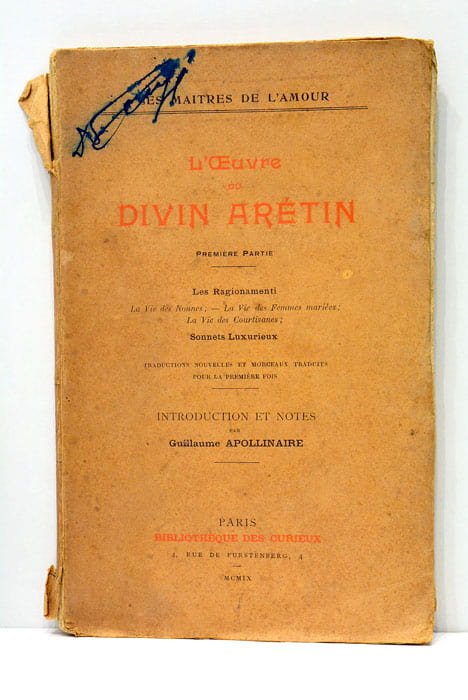 LES MAITRES DE L'AMOUR
L'Œuvre
DU
DIVIN ARÉTIN
PREMIÈRE PARTIE
Les Ragionamenti
La Vie des Nonnes; — La Vie des Femmes mariées;
La Vie des Courtisanes;
Sonnets Luxurieux
TRADUCTIONS NOUVELLES ET MORCEAUX TRADUITS
POUR LA PREMIÈRE FOIS
INTRODUCTION ET NOTES
PAR
Guillaume APOLLINAIRE
PARIS
BIBLIOTHÈQUE DES CURIEUX
4, RUE DE FURSTENBERG, 4
MCMIX